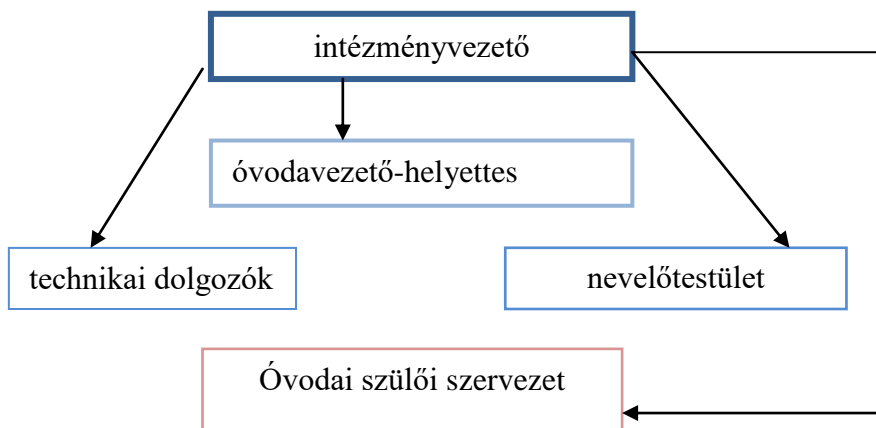 intézményvezető
óvodavezető-helyettes
technikai dolgozók
nevelőtestület
Óvodai szülői szervezet